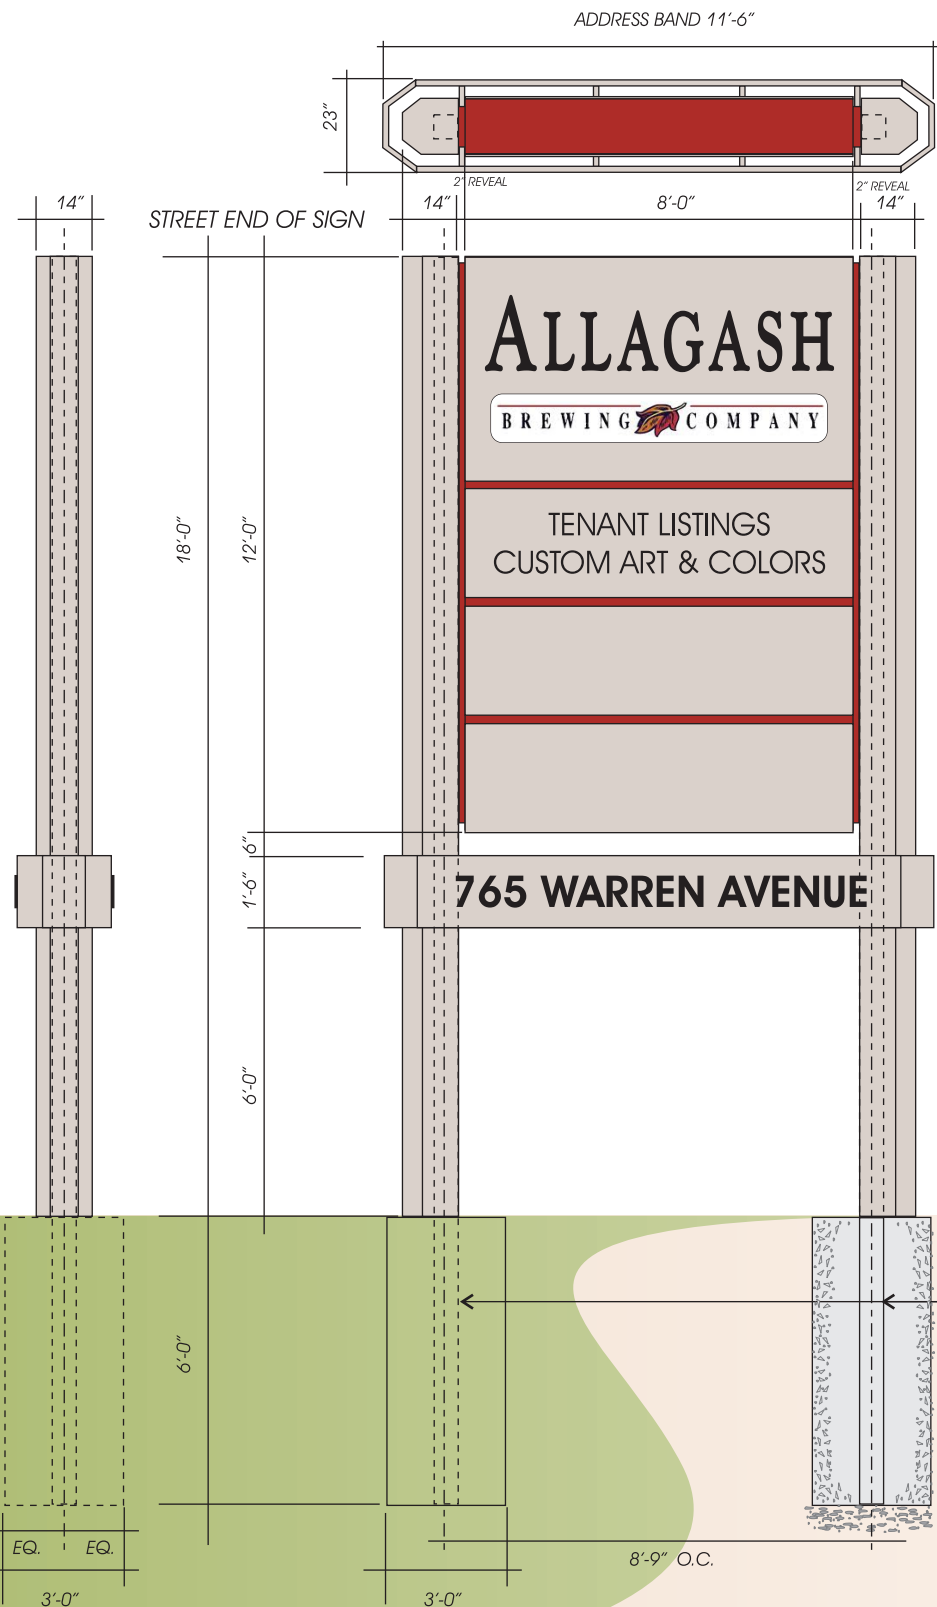 ADDRESS BAND 11'-6"
23"
2" REVEAL
2" REVEAL
14"
STREET END OF SIGN
14"
8'-0"
14"
ALLAGASH
BREWING COMPANY
18'-0"
12'-0"
TENANT LISTINGS
CUSTOM ART & COLORS
6"
1'-6"
765 WARREN AVENUE
6'-0"
6'-0"
EQ.
EQ.
8'-9" O.C.
3'-0"
3'-0"